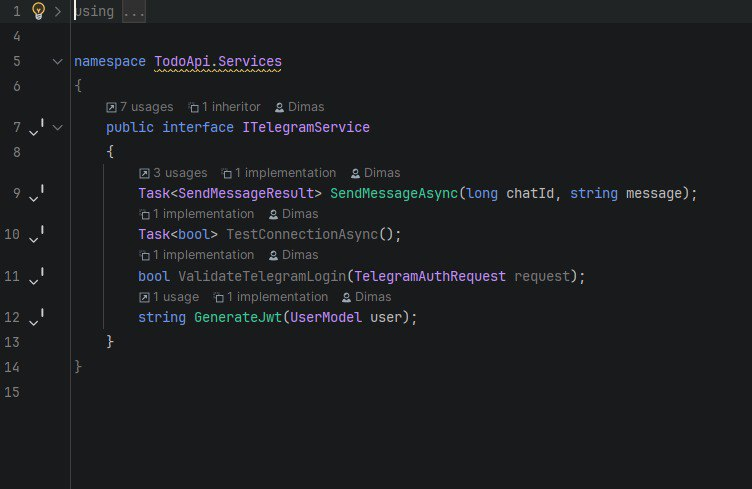 1 using ...
4
5 namespace TodoApi.Services
6 {
7 usages 1 inheritor Dimas
7 public interface ITelegramService
8 {
3 usages 1 implementation Dimas
9 Task<SendMessageResult> SendMessageAsync(long chatId, string message);
1 implementation Dimas
10 Task<bool> TestConnectionAsync();
1 implementation Dimas
11 bool ValidateTelegramLogin(TelegramAuthRequest request);
1 usage 1 implementation Dimas
12 string GenerateJwt(UserModel user);
13 }
14 }
15